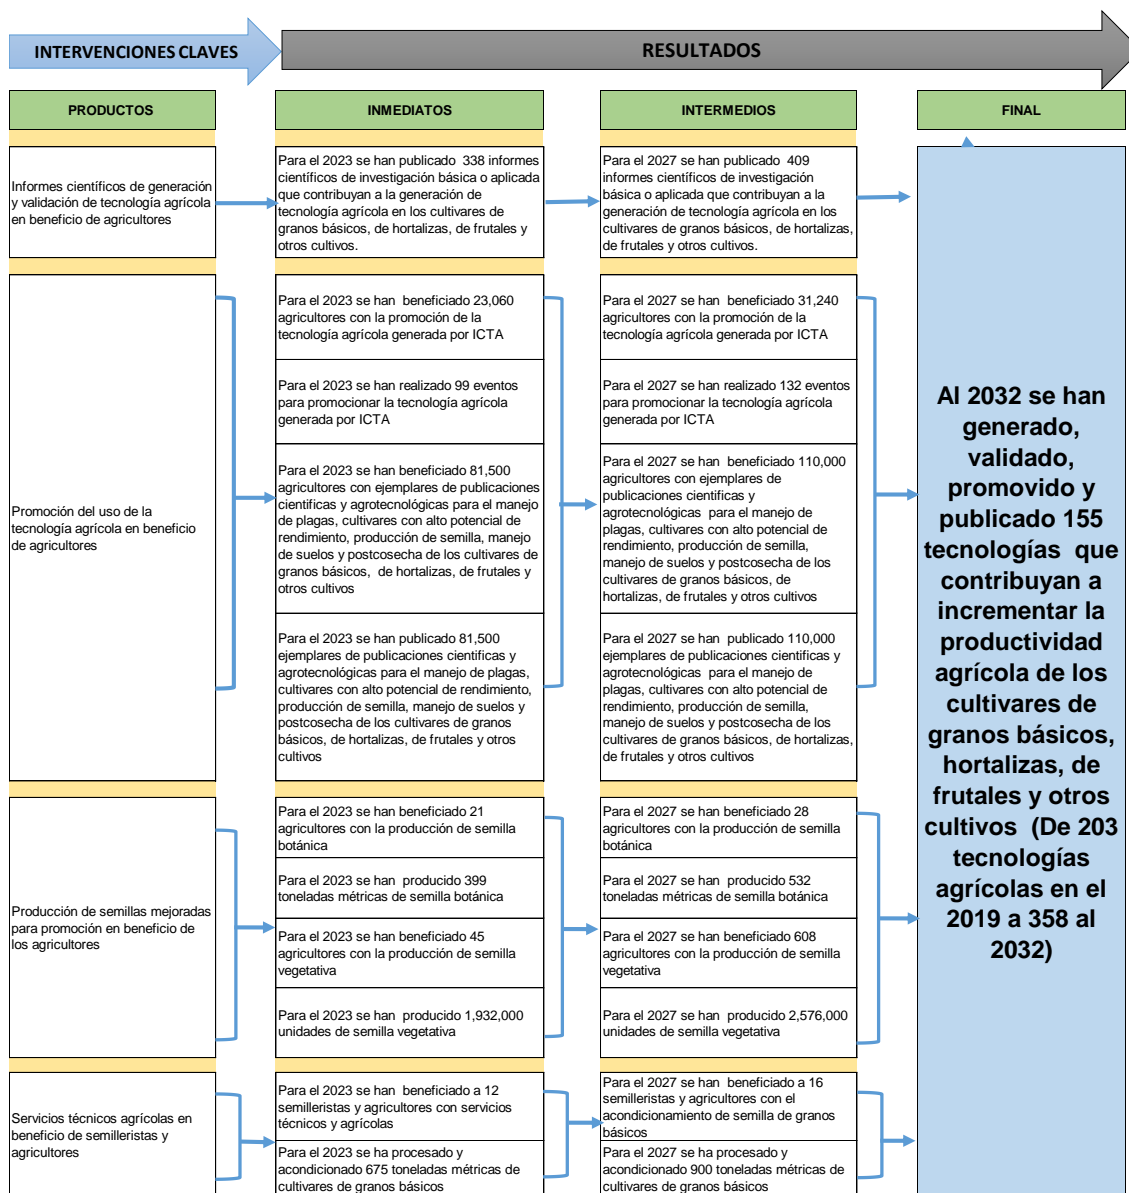 INTERVENCIONES CLAVES
RESULTADOS
PRODUCTOS
INMEDIATOS
INTERMEDIOS
FINAL
Informes científicos de generación
y validación de tecnología agrícola
en beneficio de agricultores
Para el 2023 se han publicado  338 informes
científicos de investigación básica o aplicada
que contribuyan a la generación de
tecnología agrícola en los cultivares de
granos básicos, de hortalizas, de frutales y
otros cultivos.
Para el 2027 se han publicado  409
informes científicos de investigación
básica o aplicada que contribuyan a la
generación de tecnología agrícola en los
cultivares de granos básicos, de hortalizas,
de frutales y otros cultivos.
Promoción del uso de la
tecnología agrícola en beneficio
de agricultores
Para el 2023 se han  beneficiado 23,060
agricultores con la promoción de la
tecnología agrícola generada por ICTA
Para el 2027 se han  beneficiado 31,240
agricultores con la promoción de la
tecnología agrícola generada por ICTA
Para el 2023 se han realizado 99 eventos
para promocionar la tecnología agrícola
generada por ICTA
Para el 2027 se han realizado 132 eventos
para promocionar la tecnología agrícola
generada por ICTA
Para el 2023 se han beneficiado 81,500
agricultores con ejemplares de publicaciones
cientificas y agrotecnológicas para el manejo
de plagas, cultivares con alto potencial de
rendimiento, producción de semilla, manejo
de suelos y postcosecha de los cultivares de
granos básicos,  de hortalizas, de frutales y
otros cultivos
Para el 2027 se han  beneficiado 110,000
agricultores con ejemplares de
publicaciones cientificas y
agrotecnológicas  para el manejo de
plagas, cultivares con alto potencial de
rendimiento, producción de semilla,
manejo de suelos y postcosecha de los
cultivares de granos básicos, de
hortalizas, de frutales y otros cultivos
Para el 2023 se han  publicado 81,500
ejemplares de publicaciones cientificas y
agrotecnológicas para el manejo de plagas,
cultivares con alto potencial de rendimiento,
producción de semilla, manejo de suelos y
postcosecha de los cultivares de granos
básicos, de hortalizas, de frutales y otros
cultivos
Para el 2027 se han  publicado 110,000
ejemplares de publicaciones cientificas y
agrotecnológicas  para el manejo de
plagas, cultivares con alto potencial de
rendimiento, producción de semilla,
manejo de suelos y postcosecha de los
cultivares de granos básicos, de hortalizas,
de frutales y otros cultivos
Producción de semillas mejoradas
para promoción en beneficio de
los agricultores
Para el 2023 se han beneficiado 21
agricultores con la producción de semilla
botánica
Para el 2027 se han beneficiado 28
agricultores con la producción de semilla
botánica
Para el 2023 se han  producido 399
toneladas métricas de semilla botánica
Para el 2027 se han  producido 532
toneladas métricas de semilla botánica
Para el 2023 se han beneficiado 45
agricultores con la producción de semilla
vegetativa
Para el 2027 se han beneficiado 608
agricultores con la producción de semilla
vegetativa
Para el 2023 se han  producido 1,932,000
unidades de semilla vegetativa
Para el 2027 se han  producido 2,576,000
unidades de semilla vegetativa
Servicios técnicos agrícolas en
beneficio de semilleristas y
agricultores
Para el 2023 se han  beneficiado a 12
semilleristas y agricultores con servicios
técnicos y agrícolas
Para el 2027 se han  beneficiado a 16
semilleristas y agricultores con el
acondicionamiento de semilla de granos
básicos
Para el 2023 se ha procesado y
acondicionado 675 toneladas métricas de
cultivares de granos básicos
Para el 2027 se ha procesado y
acondicionado 900 toneladas métricas de
cultivares de granos básicos
Al 2032 se han
generado,
validado,
promovido y
publicado 155
tecnologías  que
contribuyan a
incrementar la
productividad
agrícola de los
cultivares de
granos básicos,
hortalizas, de
frutales y otros
cultivos  (De 203
tecnologías
agrícolas en el
2019 a 358 al
2032)